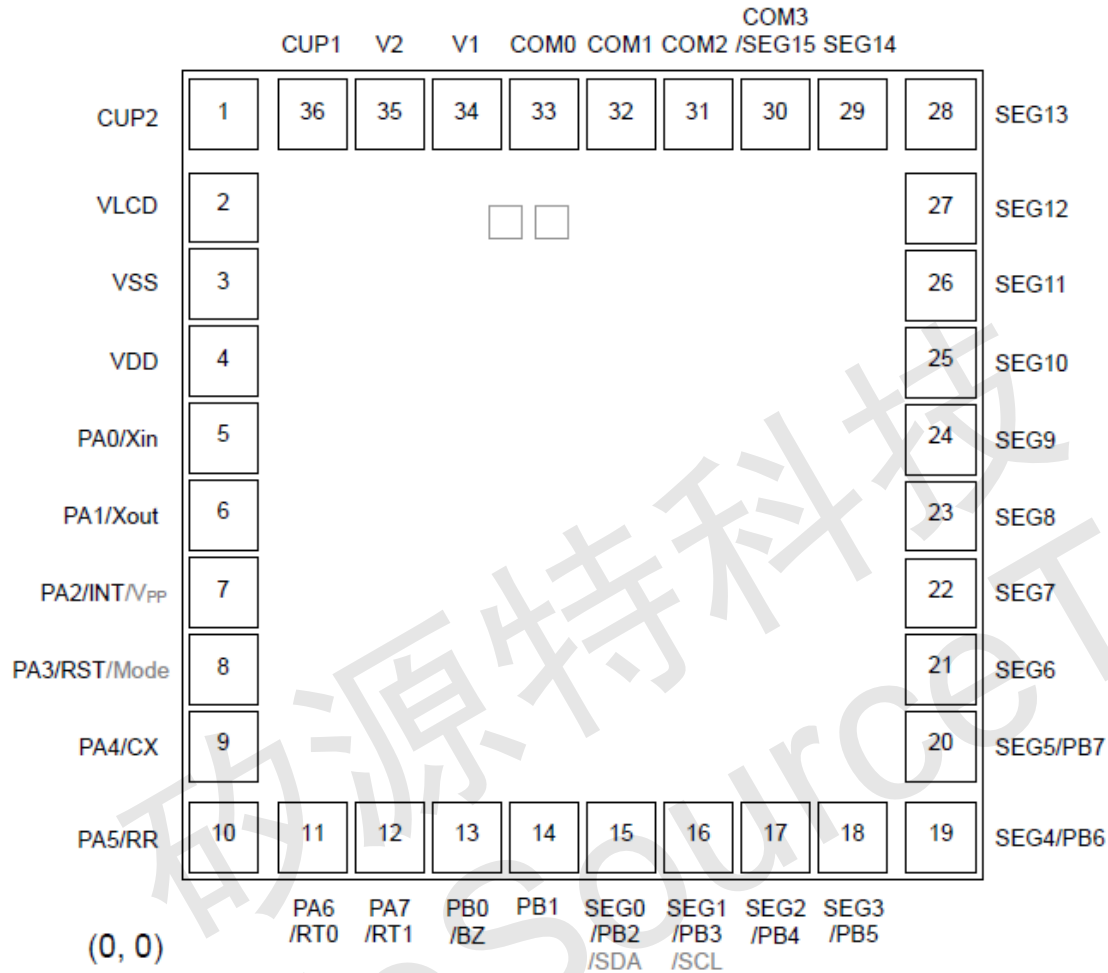 COM3
CUP1 V2 V1 COM0 COM1 COM2 /SEG15 SEG14
CUP2 1 36 35 34 33 32 31 30 29 28 SEG13
VLCD 2 27 SEG12
VSS 3 26 SEG11
VDD 4 25 SEG10
PA0/Xin 5 24 SEG9
PA1/Xout 6 23 SEG8
PA2/INT/VPP 7 22 SEG7
PA3/RST/Mode 8 21 SEG6
PA4/CX 9 20 SEG5/PB7
PA5/RR 10 11 12 13 14 15 16 17 18 19 SEG4/PB6
PA6 PA7 PB0 PB1 SEG0 SEG1 SEG2 SEG3
/RT0 /RT1 /BZ /PB2 /PB3 /PB4 /PB5
(0, 0) /SDA /SCL
矽源特科技
SourceT